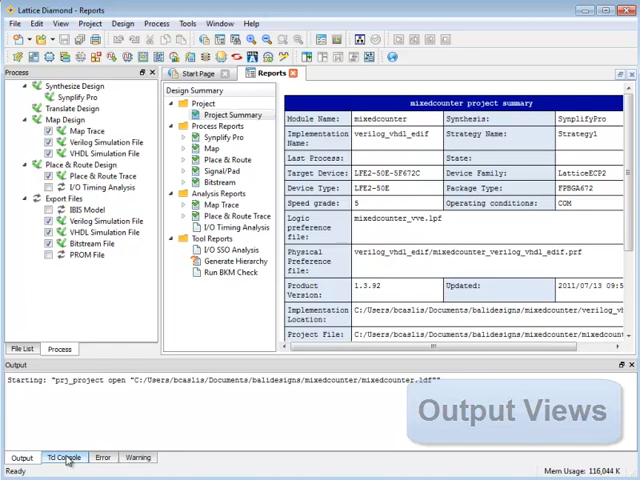 Lattice Diamond - Reports
File Edit View Project Design Process Tools Window Help
Process
Start Page
Reports
Synthesize Design
Synplify Pro
Translate Design
Map Design
Map Trace
Verilog Simulation File
VHDL Simulation File
Place & Route Design
Place & Route Trace
I/O Timing Analysis
Export Files
IBIS Model
Verilog Simulation File
VHDL Simulation File
Bitstream File
PROM File
File List
Process
Design Summary
Project
Project Summary
Process Reports
Synplify Pro
Map
Place & Route
Signal/Pad
Bitstream
Analysis Reports
Map Trace
Place & Route Trace
I/O Timing Analysis
Tool Reports
I/O SSO Analysis
Generate Hierarchy
Run BKM Check
mixedcounter project summary
Module Name: mixedcounter Synthesis: SynplifyPro
Implementation Name: verilog_vhdl_edif Strategy Name: Strategy1
Last Process: State:
Target Device: LFE2-50E-5F672C Device Family: LatticeECP2
Device Type: LFE2-50E Package Type: FPBGA672
Speed grade: 5 Operating conditions: COM
Logic preference file: mixedcounter_vve.lpf
Physical Preference file: verilog_vhdl_edif/mixedcounter_verilog_vhdl_edif.prf
Product Version: 1.3.92 Updated: 2011/07/13 09:5
Implementation Location: C:/Users/bcaslis/Documents/balidesigns/mixedcounter/verilog_v
Project File: C:/Users/bcaslis/Documents/balidesigns/mixedcounter/mixedcount
Output
Starting: "prj_project open "C:/Users/bcaslis/Documents/balidesigns/mixedcounter/mixedcounter.ldf""
Output Views
Output
Tcl Console
Error
Warning
Ready
Mem Usage: 116,044 K